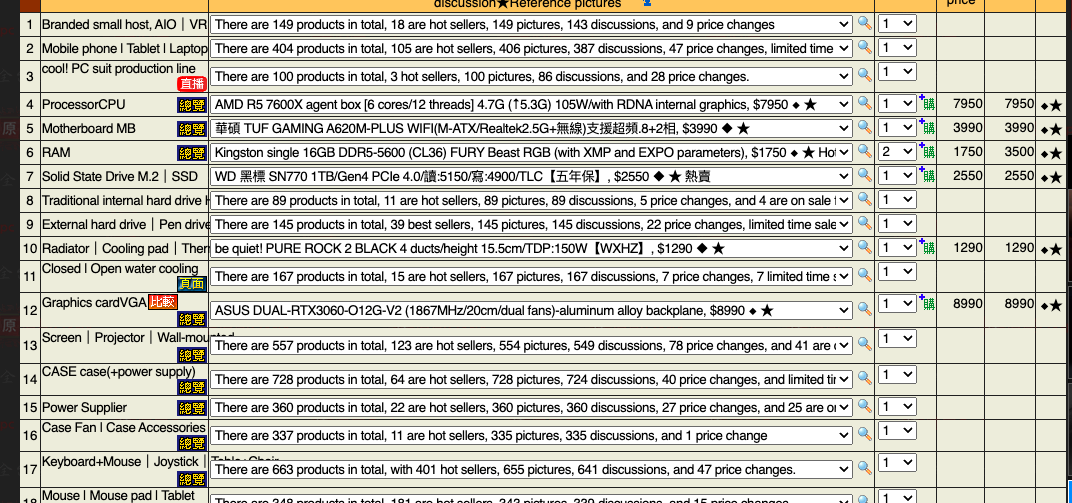 discussion★Reference pictures
price
1 Branded small host, AIO｜VR There are 149 products in total, 18 are hot sellers, 149 pictures, 143 discussions, and 9 price changes 1
2 Mobile phone l Tablet l Laptop There are 404 products in total, 105 are hot sellers, 406 pictures, 387 discussions, 47 price changes, limited time 1
3 cool! PC suit production line There are 100 products in total, 3 hot sellers, 100 pictures, 86 discussions, and 28 price changes. 1
直播
4 ProcessorCPU 總覽 AMD R5 7600X agent box [6 cores/12 threads] 4.7G (↑5.3G) 105W/with RDNA internal graphics, $7950 ◆ ★ 1 購 7950 7950 ◆★
5 Motherboard MB 總覽 華碩 TUF GAMING A620M-PLUS WIFI(M-ATX/Realtek2.5G+無線)支援超頻.8+2相, $3990 ◆ ★ 1 購 3990 3990 ◆★
6 RAM 總覽 Kingston single 16GB DDR5-5600 (CL36) FURY Beast RGB (with XMP and EXPO parameters), $1750 ◆ ★ Hot 2 購 1750 3500 ◆★
7 Solid State Drive M.2｜SSD WD 黑標 SN770 1TB/Gen4 PCIe 4.0/讀:5150/寫:4900/TLC【五年保】, $2550 ◆ ★ 熱賣 1 購 2550 2550 ◆★
8 Traditional internal hard drive There are 89 products in total, 11 are hot sellers, 89 pictures, 89 discussions, 5 price changes, and 4 are on sale 1
9 External hard drive｜Pen drive There are 145 products in total, 39 best sellers, 145 pictures, 145 discussions, 22 price changes, limited time sale 1
10 Radiator｜Cooling pad｜Ther be quiet! PURE ROCK 2 BLACK 4 ducts/height 15.5cm/TDP:150W【WXHZ】, $1290 ◆ ★ 1 購 1290 1290 ◆★
11 Closed l Open water cooling There are 167 products in total, 15 are hot sellers, 167 pictures, 167 discussions, 7 price changes, 7 limited time 1
頁面
12 Graphics cardVGA 比較 ASUS DUAL-RTX3060-O12G-V2 (1867MHz/20cm/dual fans)-aluminum alloy backplane, $8990 ◆ ★ 1 購 8990 8990 ◆★
總覽
13 Screen｜Projector｜Wall-mounted There are 557 products in total, 123 are hot sellers, 554 pictures, 549 discussions, 78 price changes, and 41 are 1
總覽
14 CASE case(+power supply) There are 728 products in total, 64 are hot sellers, 728 pictures, 724 discussions, 40 price changes, and limited 1
總覽
15 Power Supplier 總覽 There are 360 products in total, 22 are hot sellers, 360 pictures, 360 discussions, 27 price changes, and 25 are 1
16 Case Fan l Case Accessories There are 337 products in total, 11 are hot sellers, 335 pictures, 335 discussions, and 1 price change 1
總覽
17 Keyboard+Mouse｜Joystick｜ There are 663 products in total, with 401 hot sellers, 655 pictures, 641 discussions, and 47 price changes. 1
總覽
18 Mouse l Mouse pad l Tablet There are 348 products in total, 181 are hot sellers, 343 pictures, 339 discussions, and 15 price changes 1